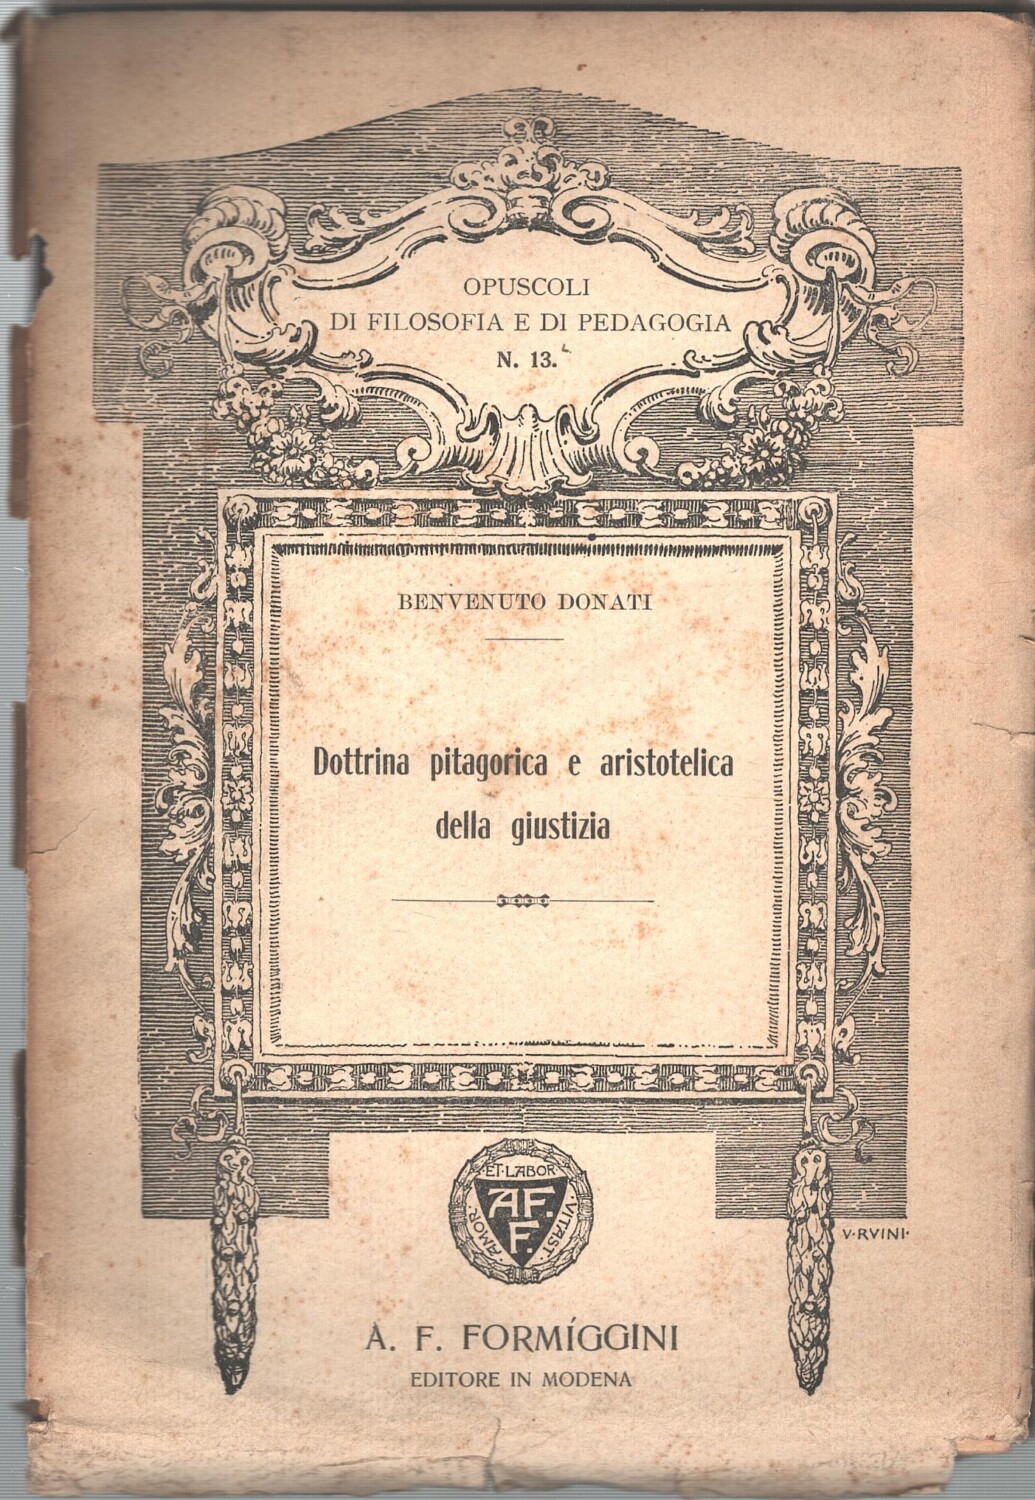 OPUSCOLI
DI FILOSOFIA E DI PEDAGOGIA
N. 13.
BENVENUTO DONATI
Dottrina pitagorica e aristotelica
della giustizia
AMOR· ET·LABOR· VITAST·
A.F.
F.
V·RVINI·
A. F. FORMÍGGINI
EDITORE IN MODENA